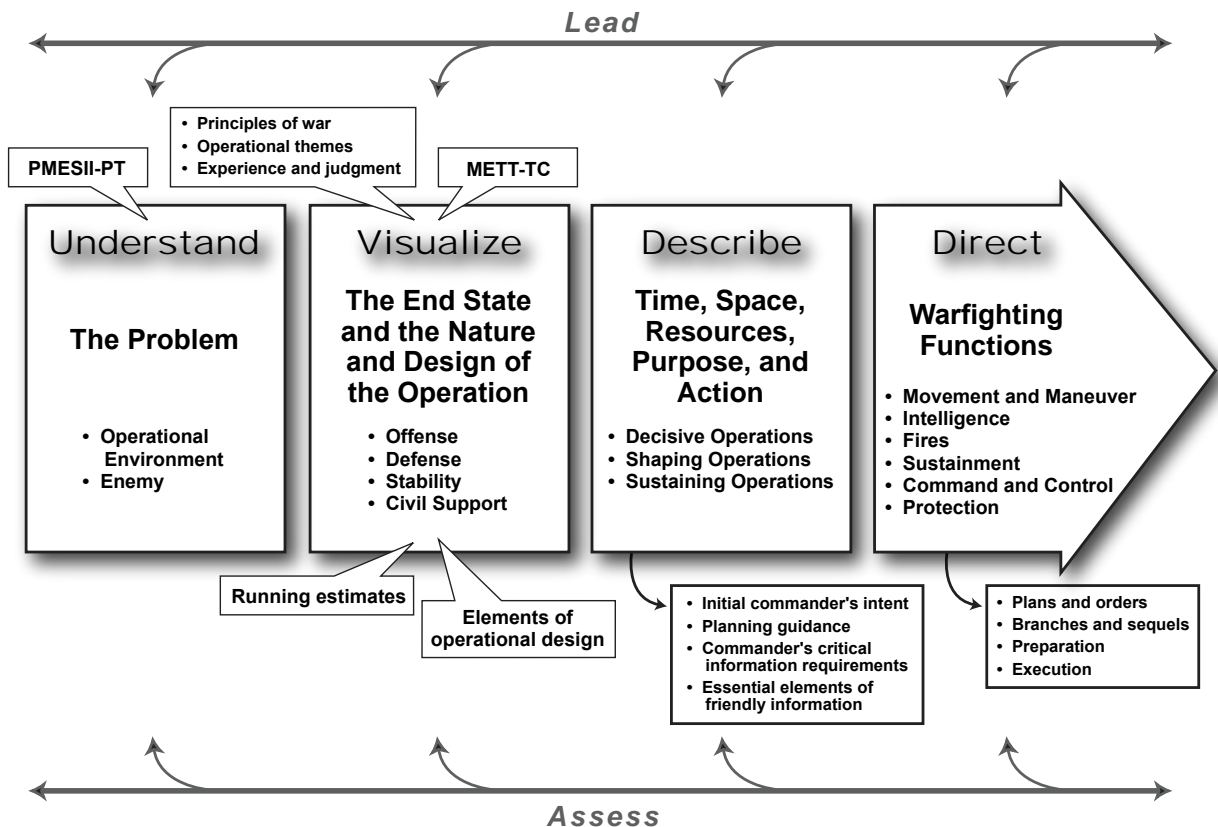 Lead
• Principles of war
• Operational themes
• Experience and judgment
PMESII-PT
METT-TC
Understand
The Problem
• Operational
Environment
• Enemy
Visualize
The End State
and the Nature
and Design of
the Operation
• Offense
• Defense
• Stability
• Civil Support
Describe
Time, Space,
Resources,
Purpose, and
Action
• Decisive Operations
• Shaping Operations
• Sustaining Operations
Direct
Warfighting
Functions
• Movement and Maneuver
• Intelligence
• Fires
• Sustainment
• Command and Control
• Protection
Running estimates
Elements of
operational design
• Initial commander's intent
• Planning guidance
• Commander's critical
information requirements
• Essential elements of
friendly information
• Plans and orders
• Branches and sequels
• Preparation
• Execution
Assess